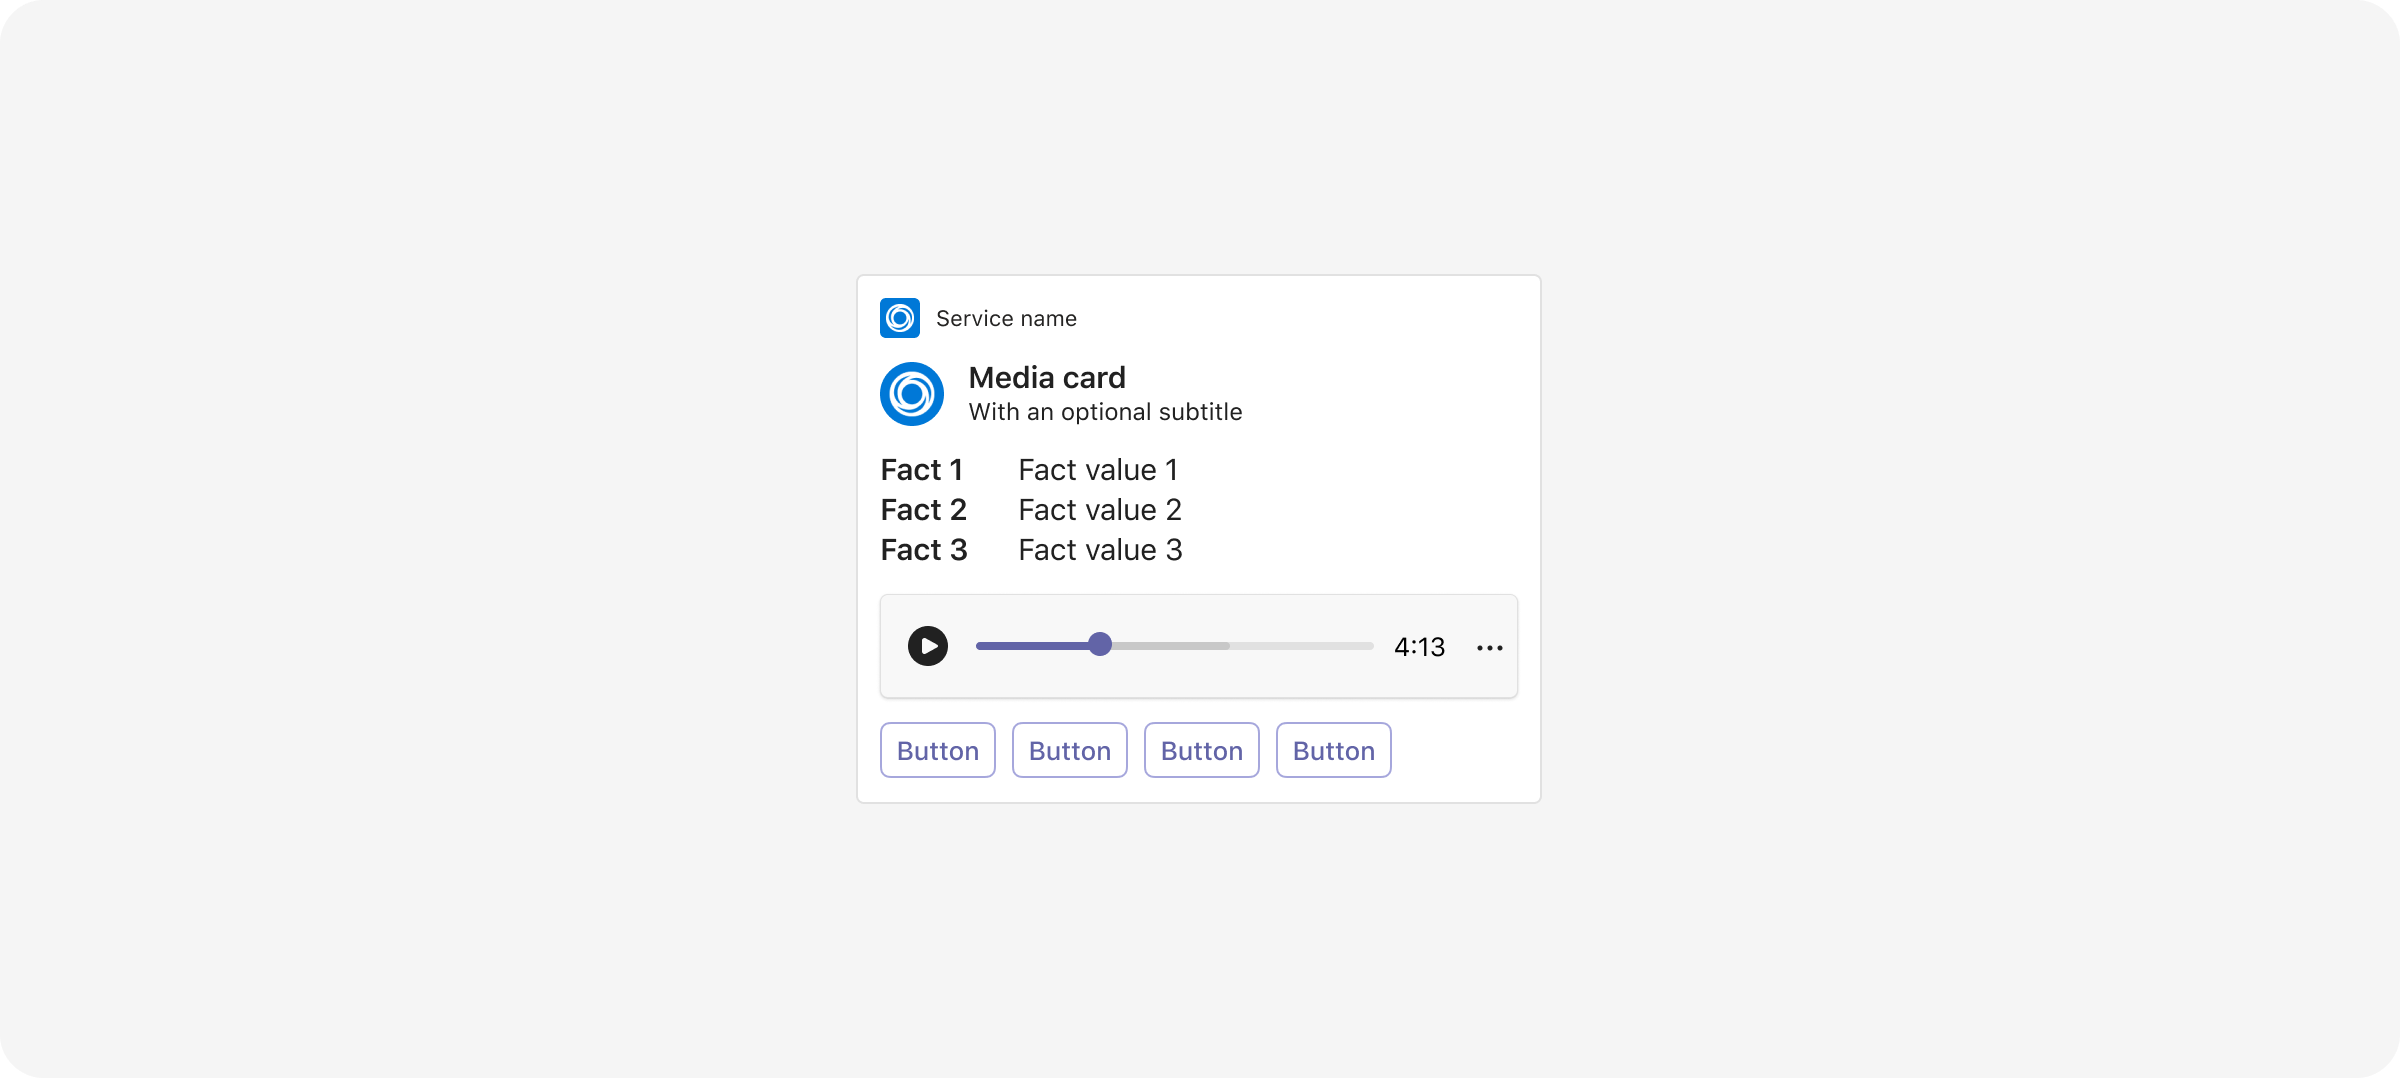 Service name
Media card
With an optional subtitle
Fact 1 Fact value 1
Fact 2 Fact value 2
Fact 3 Fact value 3
4:13
Button Button Button Button